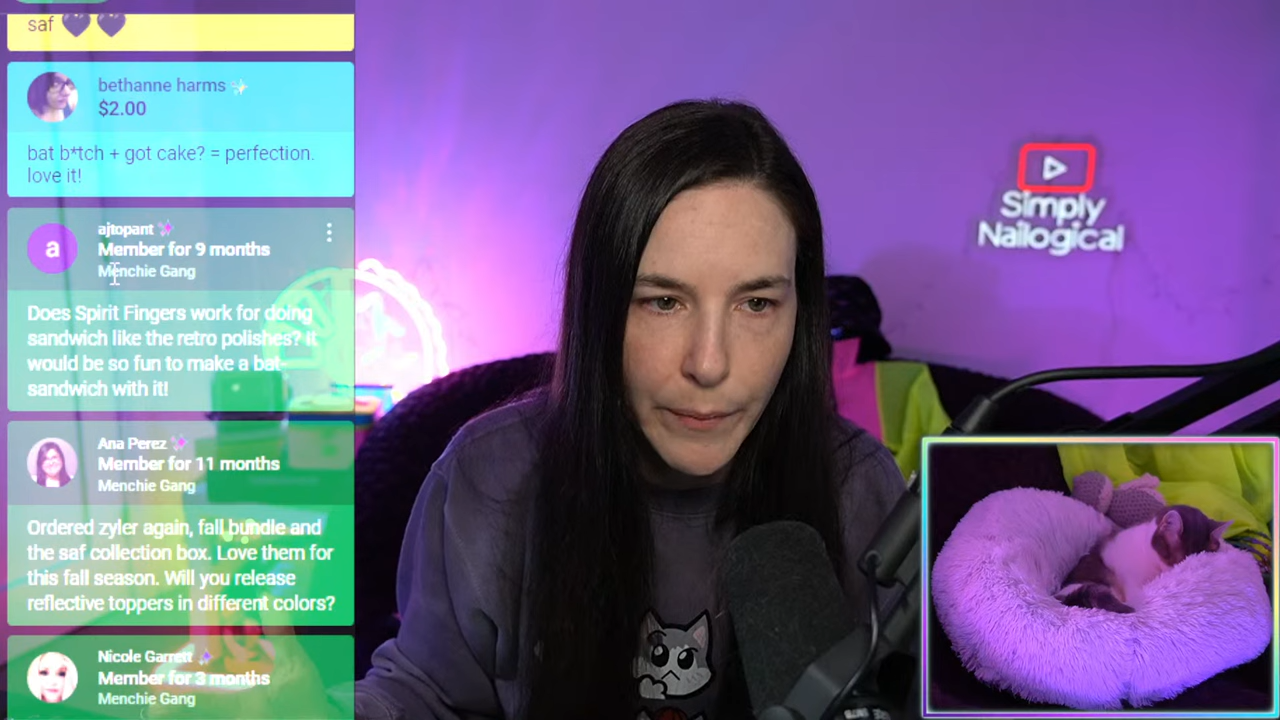 saf 💜 💜
bethanne harms ✨
$2.00
bat b*tch + got cake? = perfection.
love it!
a
ajtopant
Member for 9 months
Menchie Gang
Does Spirit Fingers work for doing
sandwich like the retro polishes? it
would be so fun to make a bat
sandwich with it!
Ana Perez
Member for 11 months
Menchie Gang
Ordered zyler again, fall bundle and
the saf collection box. Love them for
this fall season. Will you release
reflective toppers in different colors?
Nicole Garrett
Member for 3 months
Menchie Gang
Simply
Nailogical